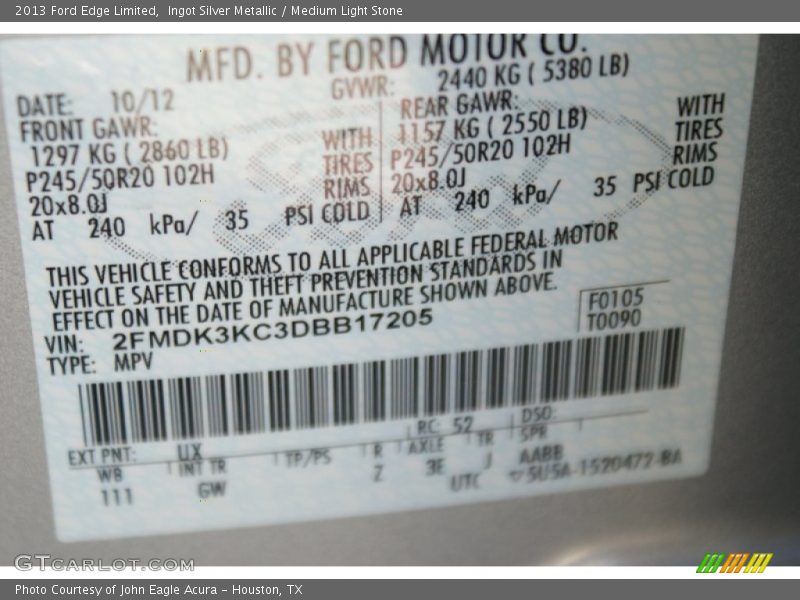 2013 Ford Edge Limited, Ingot Silver Metallic / Medium Light Stone
MFD. BY FORD MOTOR CO.
DATE: 10/12 GVWR: 2440 KG ( 5380 LB)
FRONT GAWR: REAR GAWR: WITH
1297 KG ( 2860 LB) WITH 1157 KG ( 2550 LB) TIRES
P245/50R20 102H TIRES P245/50R20 102H RIMS
20x8.0J RIMS 20x8.0J
AT 240 kPa/ 35 PSI COLD AT 240 kPa/ 35 PSI COLD
THIS VEHICLE CONFORMS TO ALL APPLICABLE FEDERAL MOTOR
VEHICLE SAFETY AND THEFT PREVENTION STANDARDS IN
EFFECT ON THE DATE OF MANUFACTURE SHOWN ABOVE.
F0105
VIN: 2FMDK3KC3DBB17205 T0090
TYPE: MPV
EXT PNT: UX RC: 52 DSO:
WB INT TR TP/PS R AXLE TR SPR
111 GW Z 3E J AABB
UTC 5U5A-1520472-BA
GTCARLOT.COM
Photo Courtesy of John Eagle Acura - Houston, TX